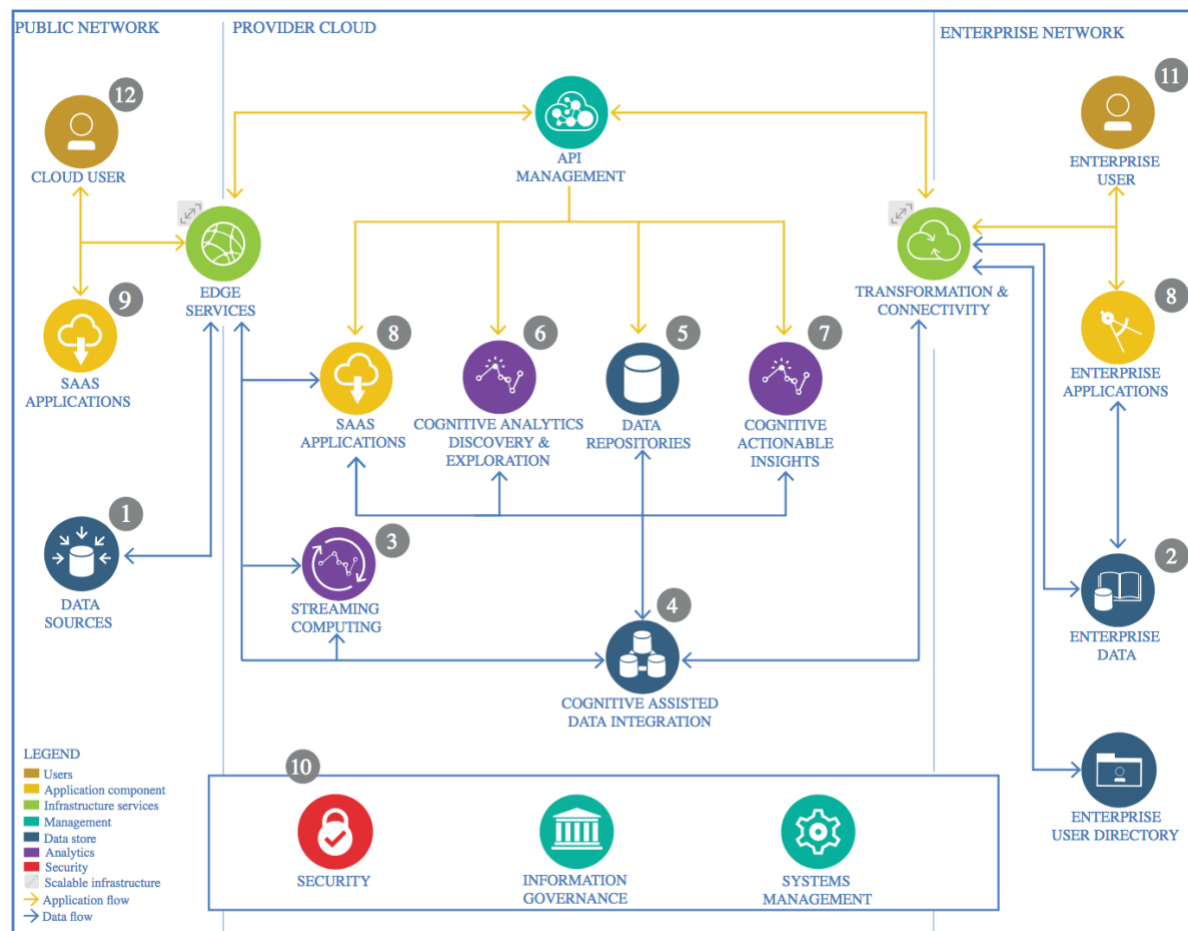 PUBLIC NETWORK
PROVIDER CLOUD
ENTERPRISE NETWORK
12
CLOUD USER
API
MANAGEMENT
11
ENTERPRISE
USER
EDGE
SERVICES
TRANSFORMATION &
CONNECTIVITY
9
SAAS
APPLICATIONS
8
SAAS
APPLICATIONS
6
COGNITIVE ANALYTICS
DISCOVERY &
EXPLORATION
5
DATA
REPOSITORIES
7
COGNITIVE
ACTIONABLE
INSIGHTS
8
ENTERPRISE
APPLICATIONS
1
DATA
SOURCES
3
STREAMING
COMPUTING
4
COGNITIVE ASSISTED
DATA INTEGRATION
2
ENTERPRISE
DATA
ENTERPRISE
USER DIRECTORY
LEGEND
Users
Application component
Infrastructure services
Management
Data store
Analytics
Security
Scalable infrastructure
Application flow
Data flow
10
SECURITY
INFORMATION
GOVERNANCE
SYSTEMS
MANAGEMENT